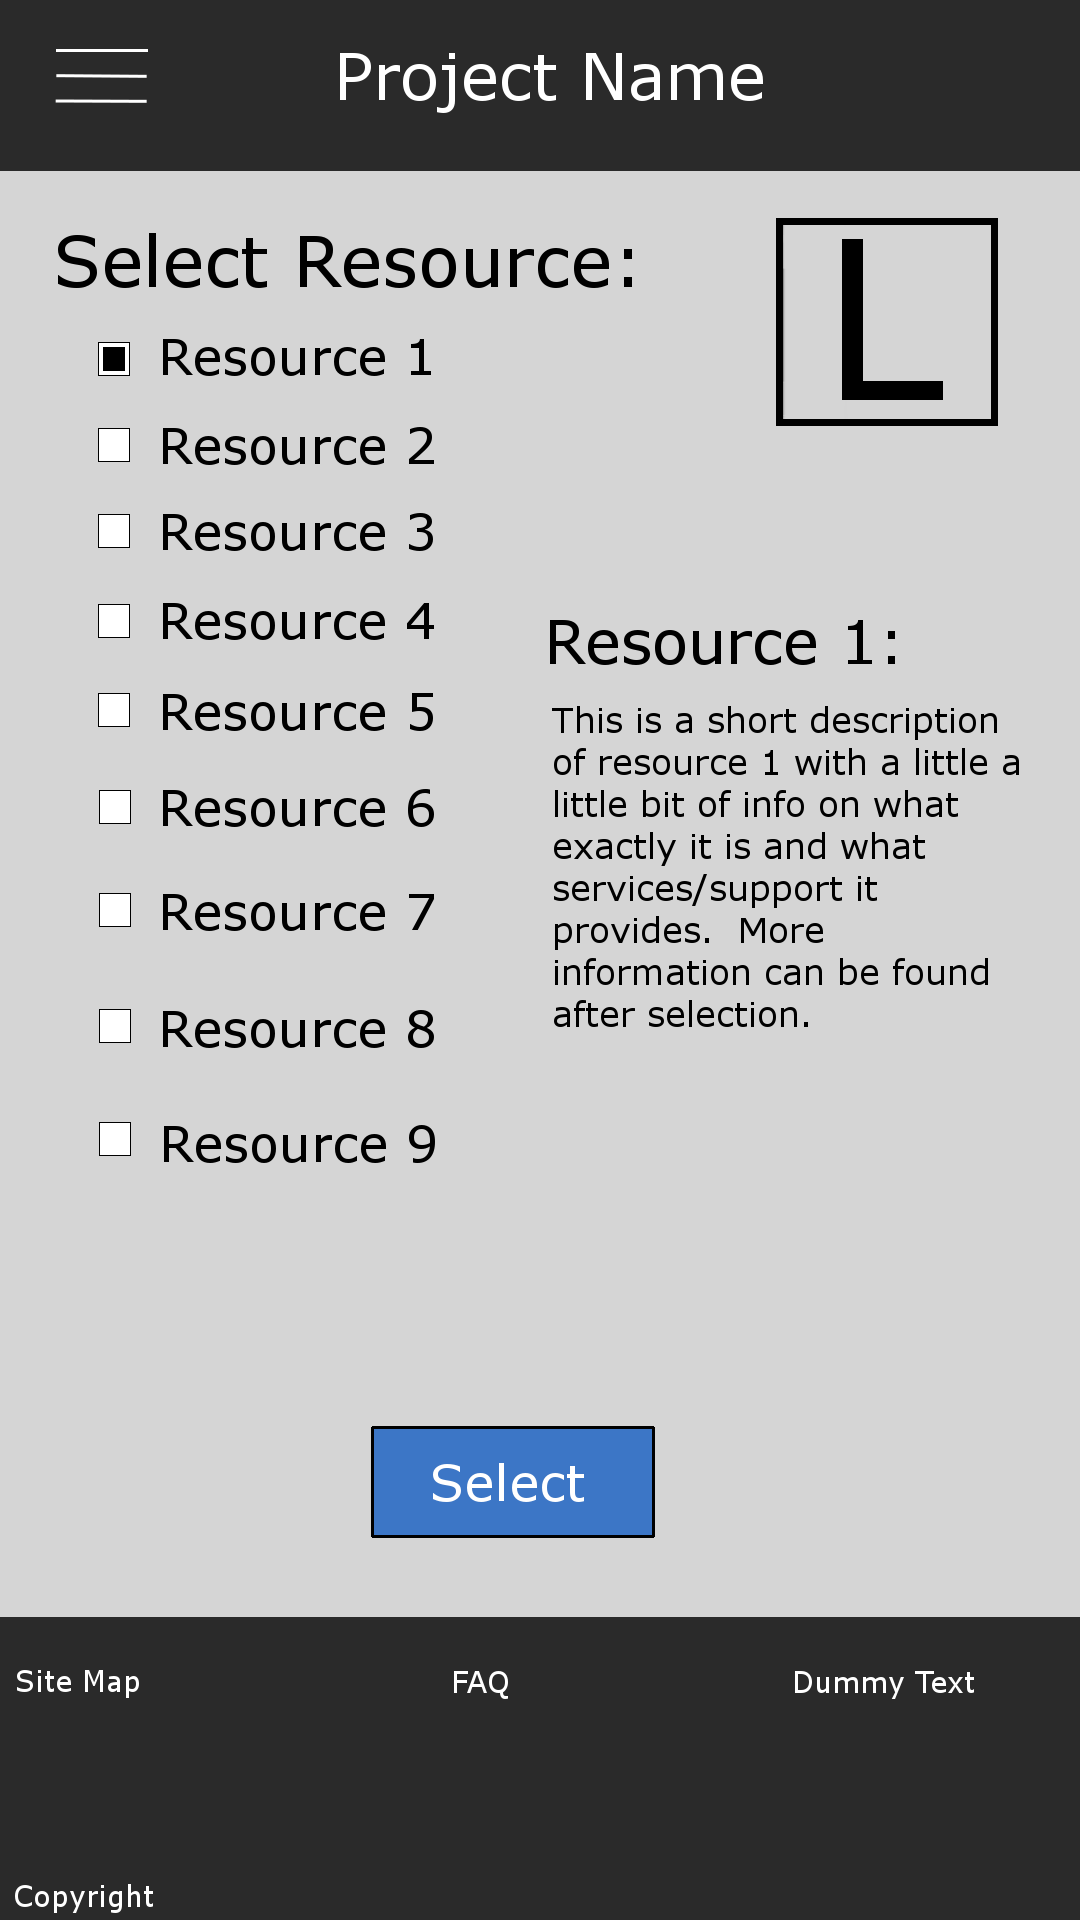 Project Name
Select Resource:
L
Resource 1
Resource 2
Resource 3
Resource 4
Resource 5
Resource 6
Resource 7
Resource 8
Resource 9
Resource 1:
This is a short description
of resource 1 with a little a
little bit of info on what
exactly it is and what
services/support it
provides.  More
information can be found
after selection.
Select
Site Map
FAQ
Dummy Text
Copyright